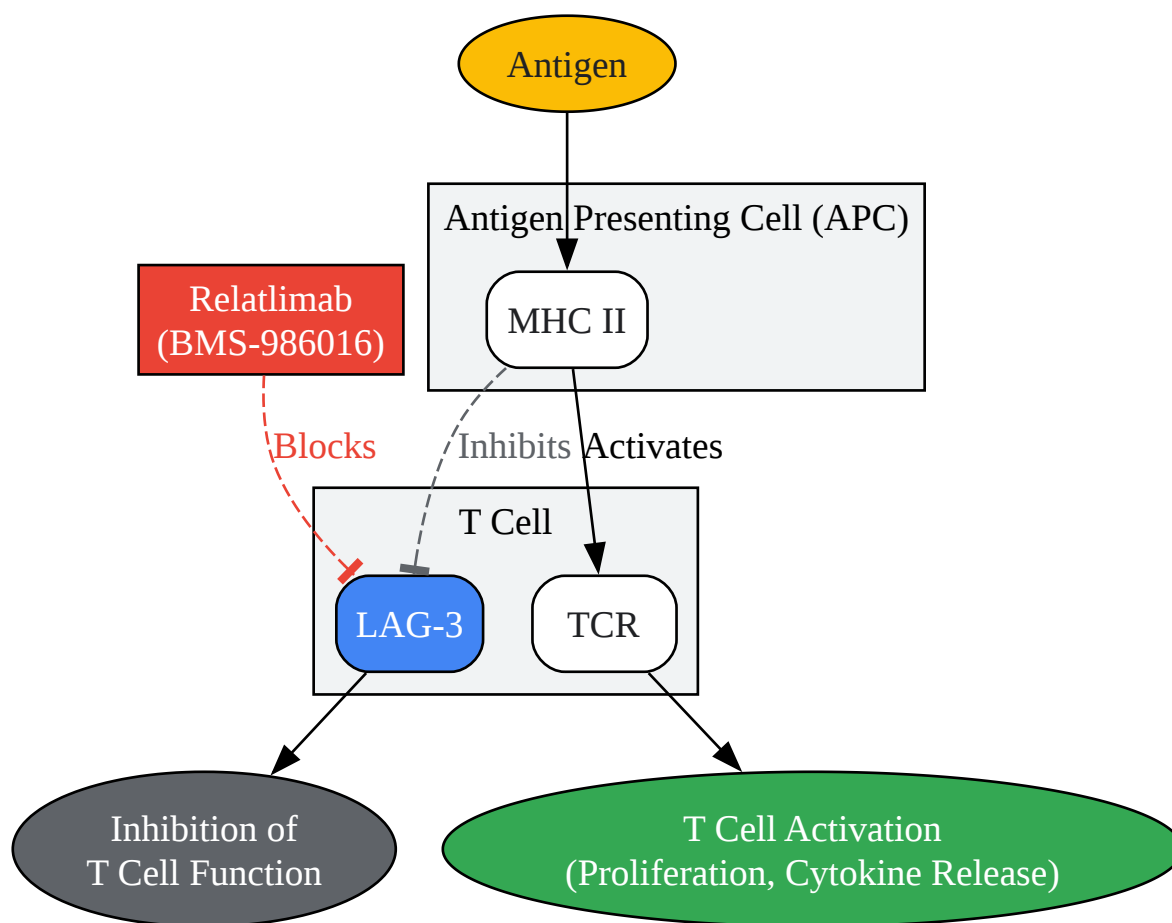 Antigen
Antigen Presenting Cell (APC)
Relatlimab
(BMS-986016)
MHC II
Blocks
Inhibits
Activates
T Cell
LAG-3
TCR
Inhibition of
T Cell Function
T Cell Activation
(Proliferation, Cytokine Release)